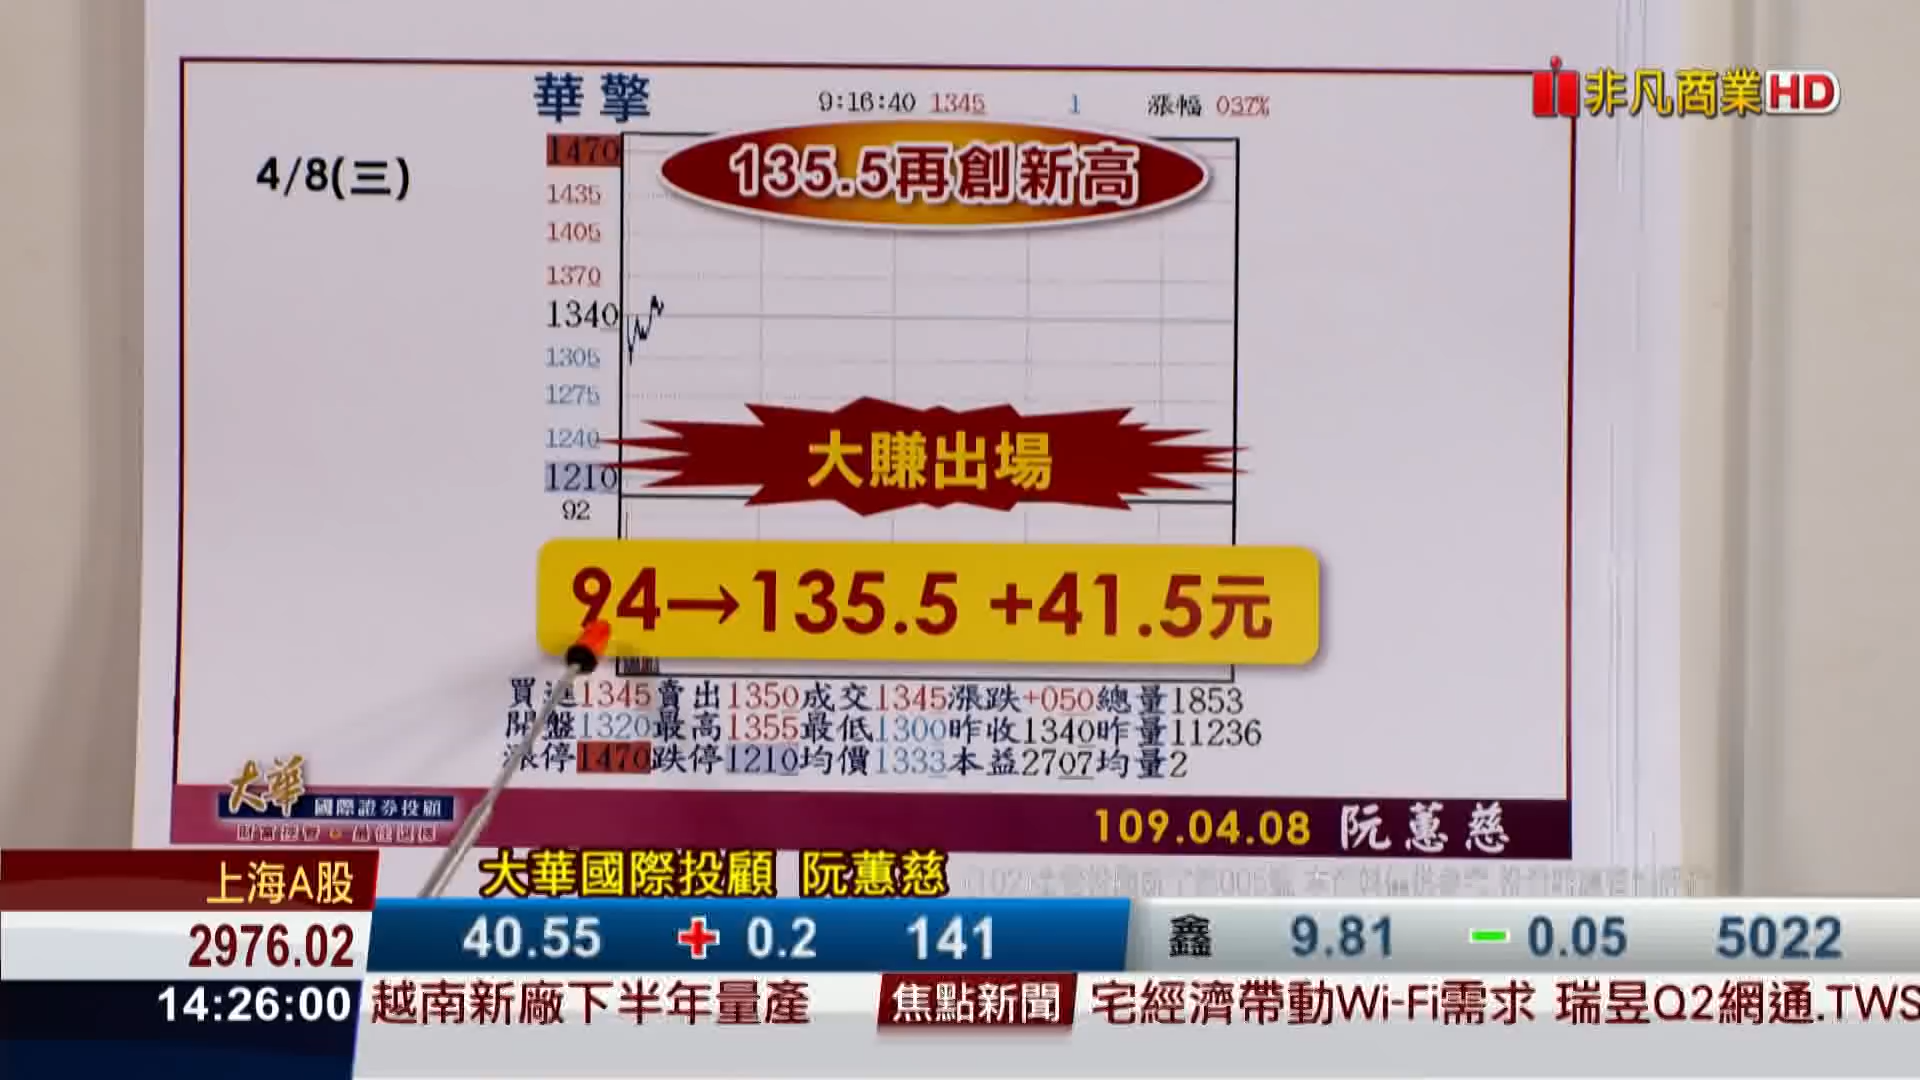 非凡商業HD
華擎 9:16:40 1345 1 漲幅 037%
4/8(三)
135.5再創新高
1470
1435
1405
1370
1340
1305
1275
1240
1210
92
大賺出場
94→135.5 +41.5元
買進1345賣出1350成交1345漲跌+050總量1853
開盤1320最高1355最低1300昨收1340昨量11236
漲停1470跌停1210均價1333本益2707均量2
大華 國際證券投顧
109.04.08 阮蕙慈
大華國際投顧 阮蕙慈
上海A股
2976.02
40.55 + 0.2 141 鑫 9.81 - 0.05 5022
14:26:00
越南新廠下半年量產 焦點新聞 宅經濟帶動Wi-Fi需求 瑞昱Q2網通.TWS